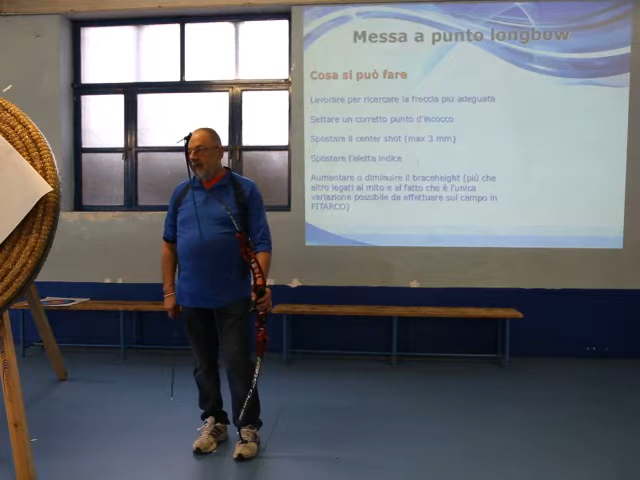 Messa a punto longbow
Cosa si può fare
Lavorare per ricercare la freccia più adeguata
Settare un corretto punto d'incocco
Spostare il center shot (max 3 mm)
Spostare l'aletta indice
Aumentare o diminuire il braceheight (più che
altro legati al mito e al fatto che è l'unica
variazione possibile da effettuare sul campo in
FITARCO)